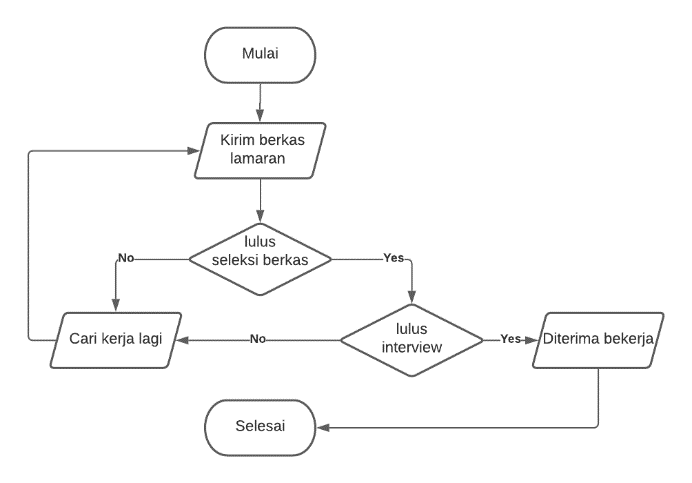 Mulai
Kirim berkas
lamaran
lulus
seleksi berkas
No
Yes
Cari kerja lagi
No
lulus
interview
Yes
Diterima bekerja
Selesai